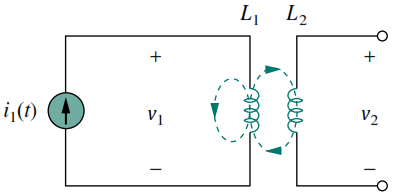 L₁ L₂
+ +
i₁(t) v₁ v₂
− −